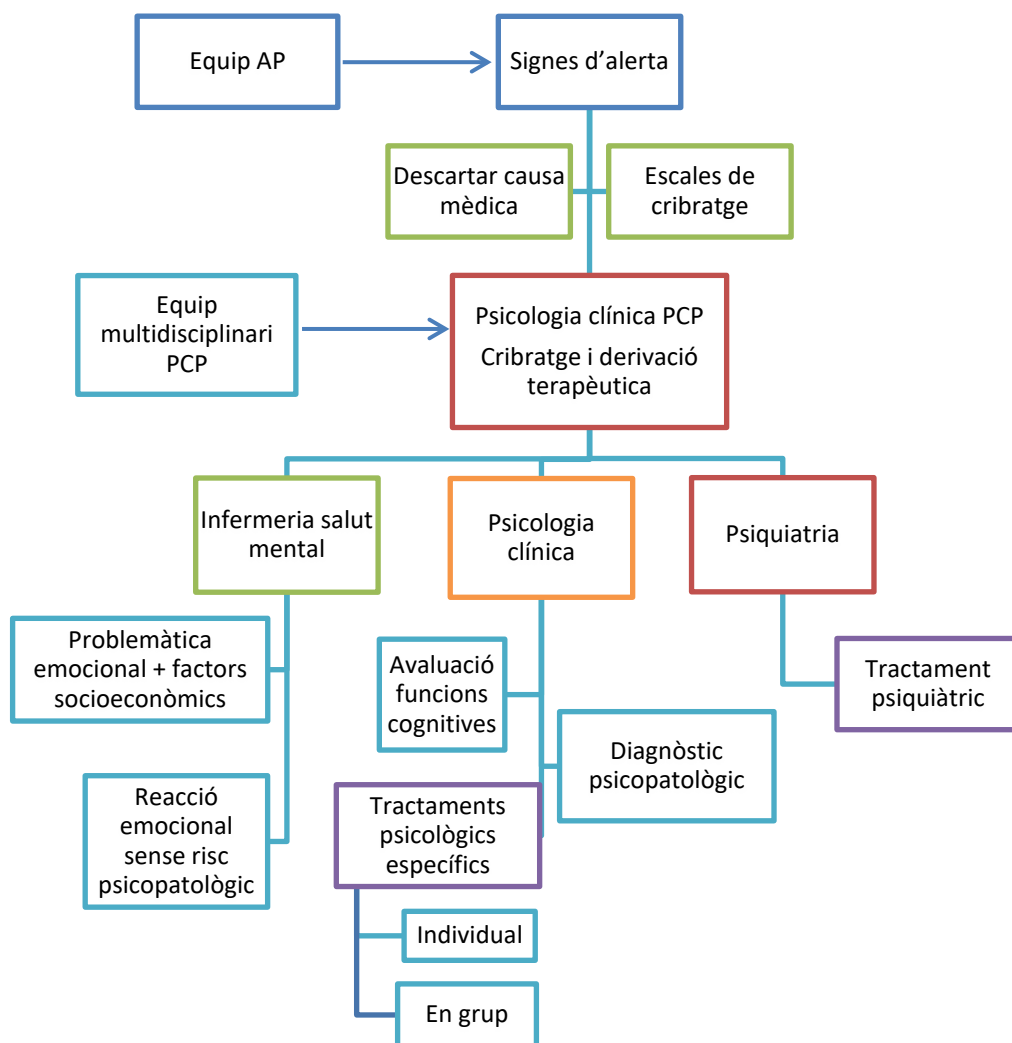 Equip AP
Signes d’alerta
Descartar causa
mèdica
Escales de
cribratge
Equip
multidisciplinari
PCP
Psicologia clínica PCP
Cribratge i derivació
terapèutica
Infermeria salut
mental
Psicologia
clínica
Psiquiatria
Problemàtica
emocional + factors
socioeconòmics
Avaluació
funcions
cognitives
Tractament
psiquiàtric
Diagnòstic
psicopatològic
Reacció
emocional
sense risc
psicopatològic
Tractaments
psicològics
específics
Individual
En grup